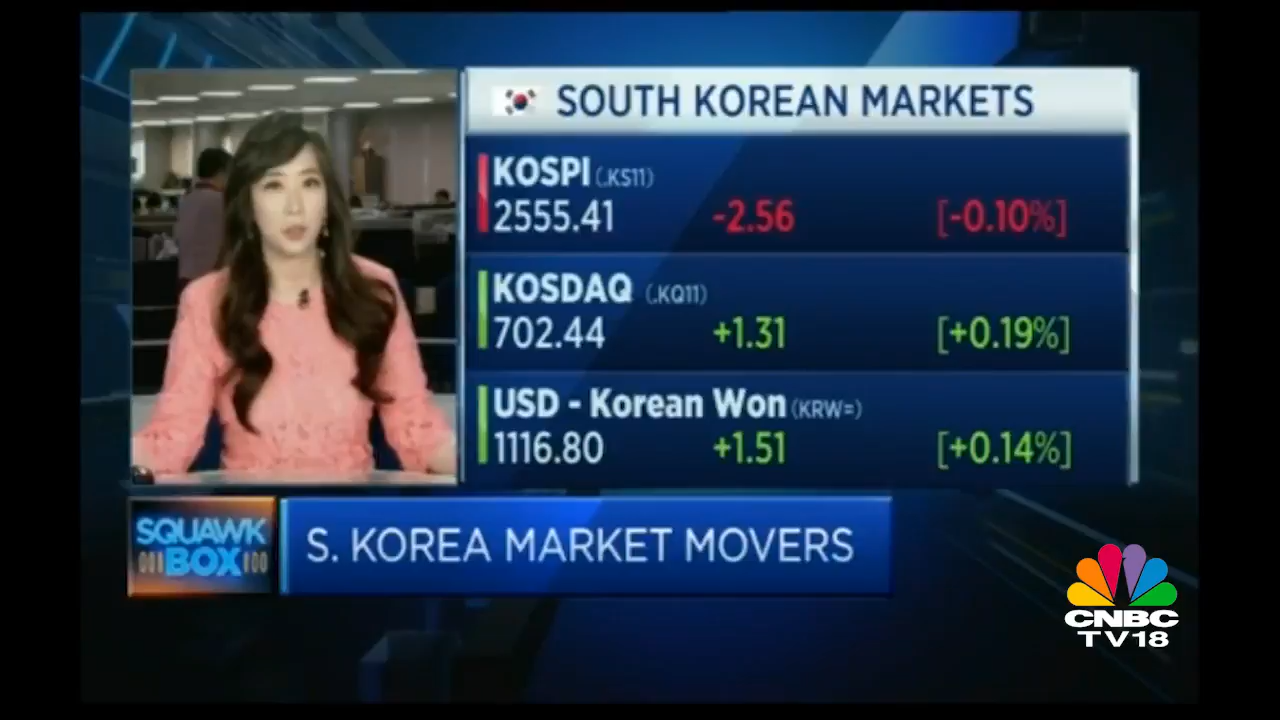 SOUTH KOREAN MARKETS
KOSPI (.KS11)
2555.41 -2.56 [-0.10%]
KOSDAQ (.KQ11)
702.44 +1.31 [+0.19%]
USD - Korean Won (KRW=)
1116.80 +1.51 [+0.14%]
SQUAWK
BOX
S. KOREA MARKET MOVERS
CNBC
TV18